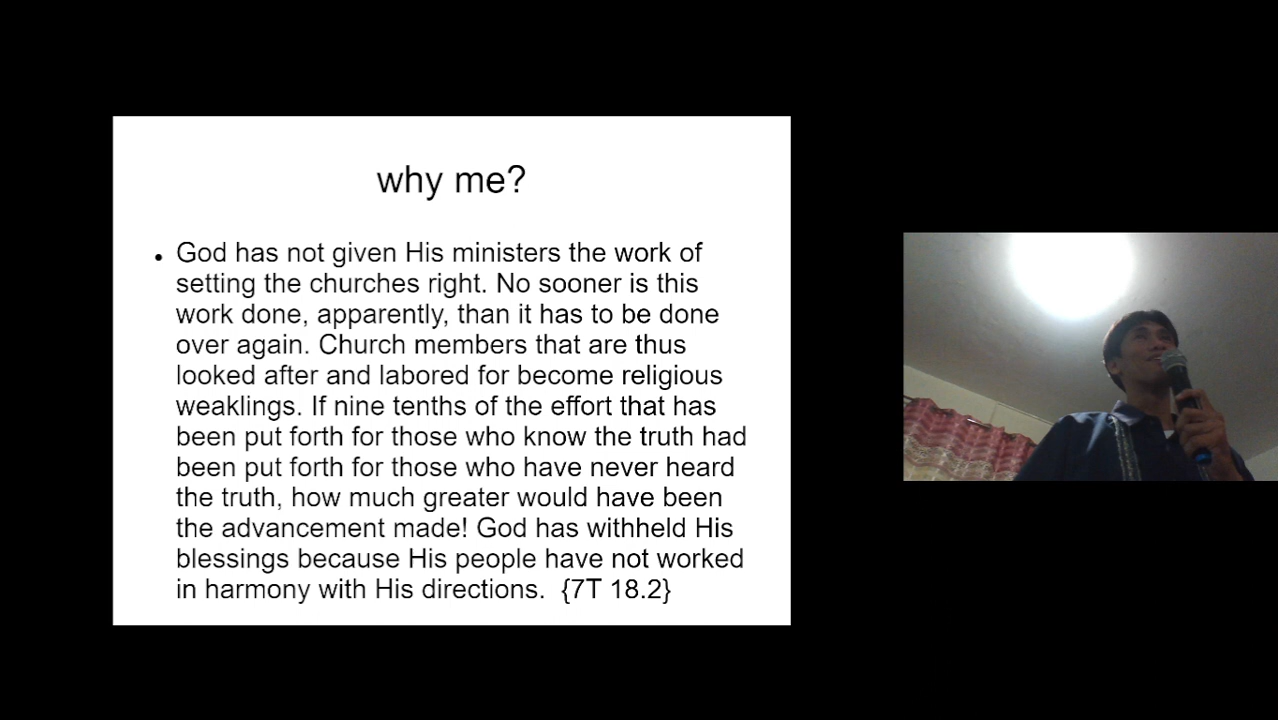 why me?
• God has not given His ministers the work of
setting the churches right. No sooner is this
work done, apparently, than it has to be done
over again. Church members that are thus
looked after and labored for become religious
weaklings. If nine tenths of the effort that has
been put forth for those who know the truth had
been put forth for those who have never heard
the truth, how much greater would have been
the advancement made! God has withheld His
blessings because His people have not worked
in harmony with His directions.  {7T 18.2}